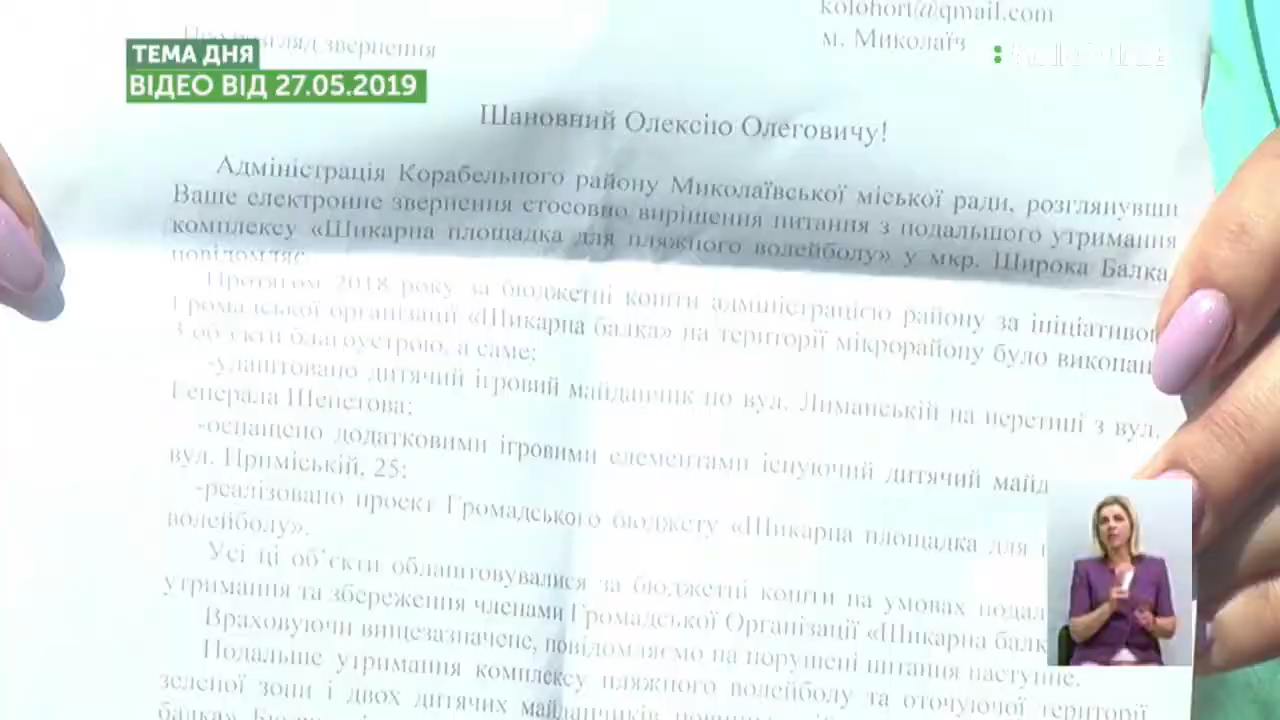 kolohort@gmail.com
Про розгляд звернення
м. Миколаїв
ТЕМА ДНЯ
ВІДЕО ВІД 27.05.2019
Шановний Олексію Олеговичу!
Адміністрація Корабельного району Миколаївської міської ради, розглянувши
Ваше електронне звернення стосовно вирішення питання з подальшого утримання
комплексу «Шикарна площадка для пляжного волейболу» у мкр. Широка Балка
повідомляє.
Протягом 2018 року за бюджетні кошти адміністрацією району за ініціативою
Громадської організації «Шикарна балка» на території мікрорайону було виконан
3 об'єкти благоустрою, а саме:
-улаштовано дитячий ігровий майданчик по вул. Лиманській на перетині з вул.
Генерала Шепетова;
-оснащено додатковими ігровими елементами існуючий дитячий майд
вул. Приміській, 25;
-реалізовано проект Громадського бюджету «Шикарна площадка для п
волейболу».
Усі ці об'єкти облаштовувалися за бюджетні кошти на умовах подал
утримання та збереження членами Громадської Організації «Шикарна балк
Враховуючи вищезазначене, повідомляємо на порушені питання наступне.
Подальше утримання комплексу пляжного волейболу та оточуючої території
зеленої зони і двох дитячих майданчиків
балка»